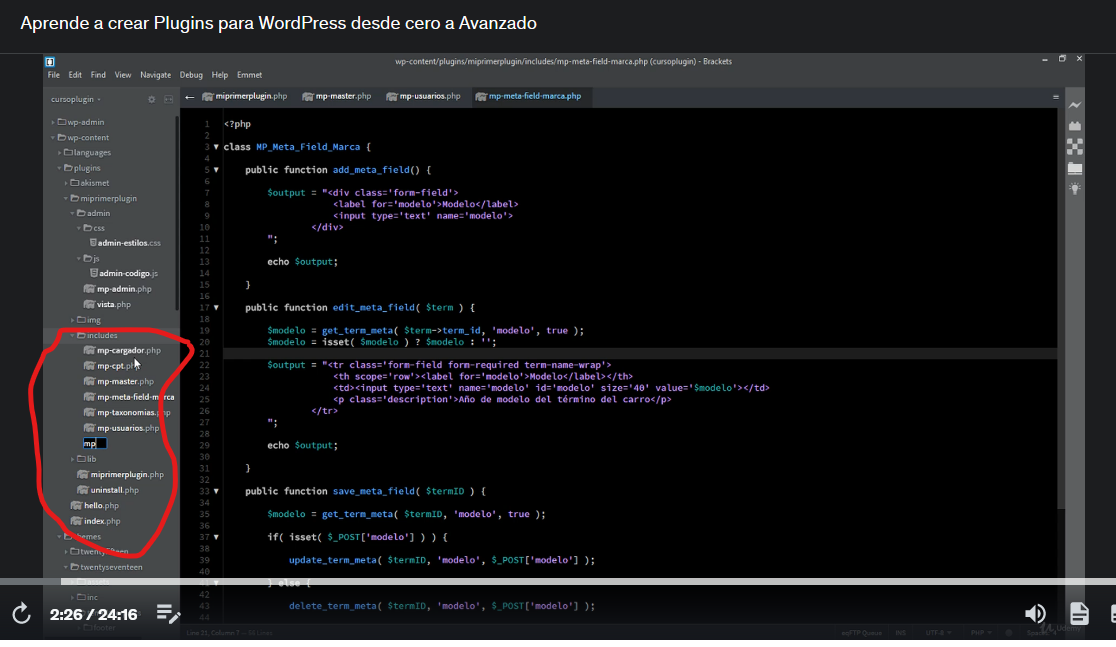 Aprende a crear Plugins para WordPress desde cero a Avanzado
wp-content/plugins/miprimerplugin/includes/mp-meta-field-marca.php (cursoplugin) - Brackets
File Edit Find View Navigate Debug Help Emmet
cursoplugin
wp-admin
wp-content
languages
plugins
akismet
miprimerplugin
admin
css
admin-estilos.css
js
admin-codigo.js
mp-admin.php
vista.php
img
includes
mp-cargador.php
mp-cpt.
mp-master.php
mp-meta-field-marca
mp-taxonomias.php
mp-usuarios.php
mp
lib
miprimerplugin.php
uninstall.php
hello.php
index.php
themes
twentyfifteen
twentyseventeen
assets
inc
miprimerplugin.php mp-master.php mp-usuarios.php mp-meta-field-marca.php
1 <?php
2
3 class MP_Meta_Field_Marca {
4
5 public function add_meta_field() {
6
7 $output = "<div class='form-field'>
8 <label for='modelo'>Modelo</label>
9 <input type='text' name='modelo'>
10 </div>
11 ";
12
13 echo $output;
14
15 }
16
17 public function edit_meta_field( $term ) {
18
19 $modelo = get_term_meta( $term->term_id, 'modelo', true );
20 $modelo = isset( $modelo ) ? $modelo : '';
21
22 $output = "<tr class='form-field form-required term-name-wrap'>
23 <th scope='row'><label for='modelo'>Modelo</label></th>
24 <td><input type='text' name='modelo' id='modelo' size='40' value='$modelo'></td>
25 <p class='description'>Año de modelo del término del carro</p>
26 </tr>
27 ";
28
29 echo $output;
30
31 }
32
33 public function save_meta_field( $termID ) {
34
35 $modelo = get_term_meta( $termID, 'modelo', true );
36
37 if( isset( $_POST['modelo'] ) ) {
38
39 update_term_meta( $termID, 'modelo', $_POST['modelo'] );
40
41 } else {
42
43 delete_term_meta( $termID, 'modelo', $_POST['modelo'] );
44
2:26 / 24:16
Udemy